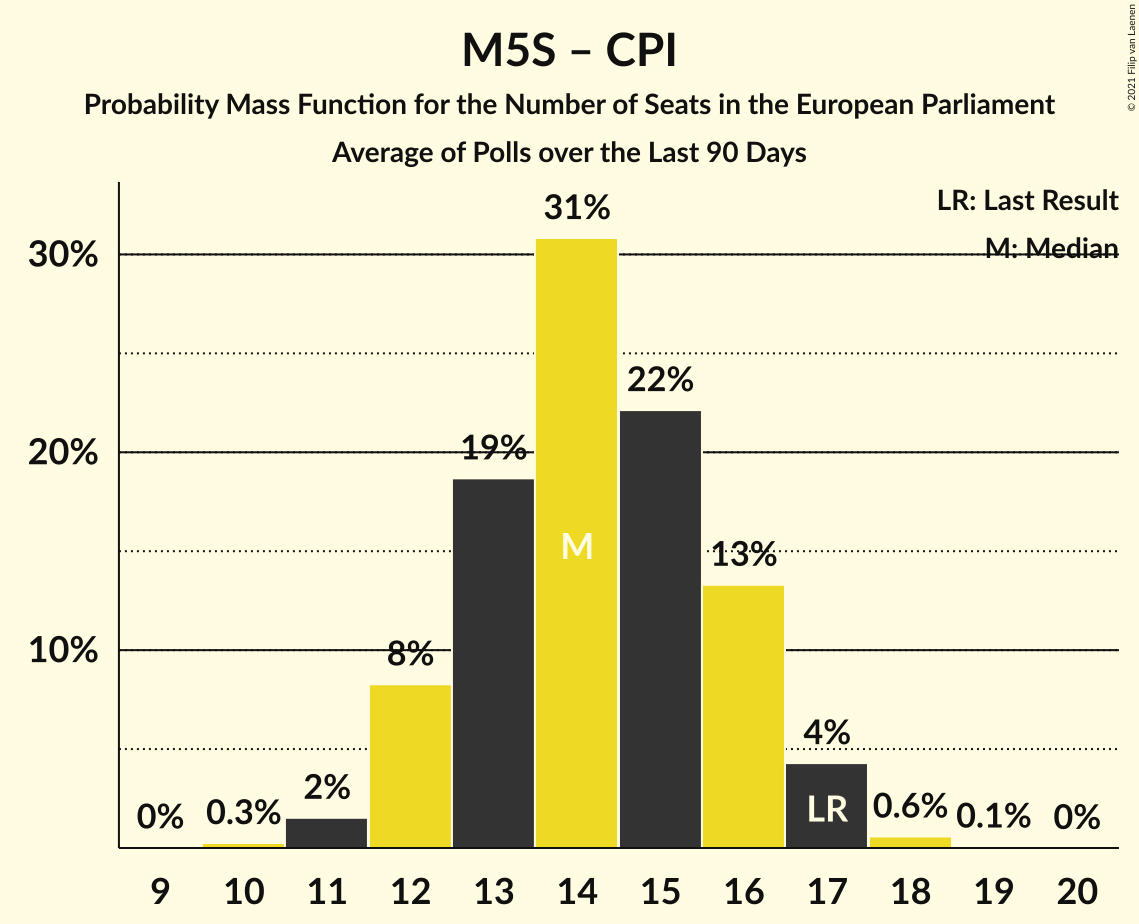 © 2021 Filip van Laenen
M5S – CPI
Probability Mass Function for the Number of Seats in the European Parliament
Average of Polls over the Last 90 Days
LR: Last Result
M: Median
30%
20%
10%
0%
0.3%
2%
8%
19%
31%
22%
13%
4%
0.6%
0.1%
0%
M
LR
9 10 11 12 13 14 15 16 17 18 19 20